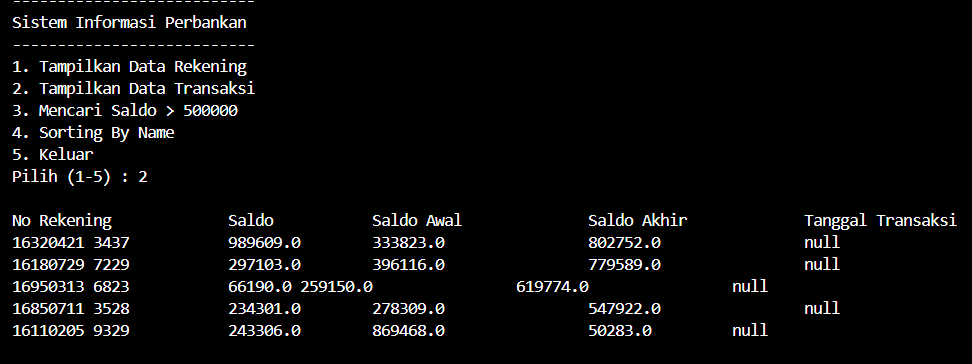 ----------------------------
Sistem Informasi Perbankan
----------------------------
1. Tampilkan Data Rekening
2. Tampilkan Data Transaksi
3. Mencari Saldo > 500000
4. Sorting By Name
5. Keluar
Pilih (1-5) : 2
No Rekening Saldo Saldo Awal Saldo Akhir Tanggal Transaksi
16320421 3437 989609.0 333823.0 802752.0 null
16180729 7229 297103.0 396116.0 779589.0 null
16950313 6823 66190.0 259150.0 619774.0 null
16850711 3528 234301.0 278309.0 547922.0 null
16110205 9329 243306.0 869468.0 50283.0 null